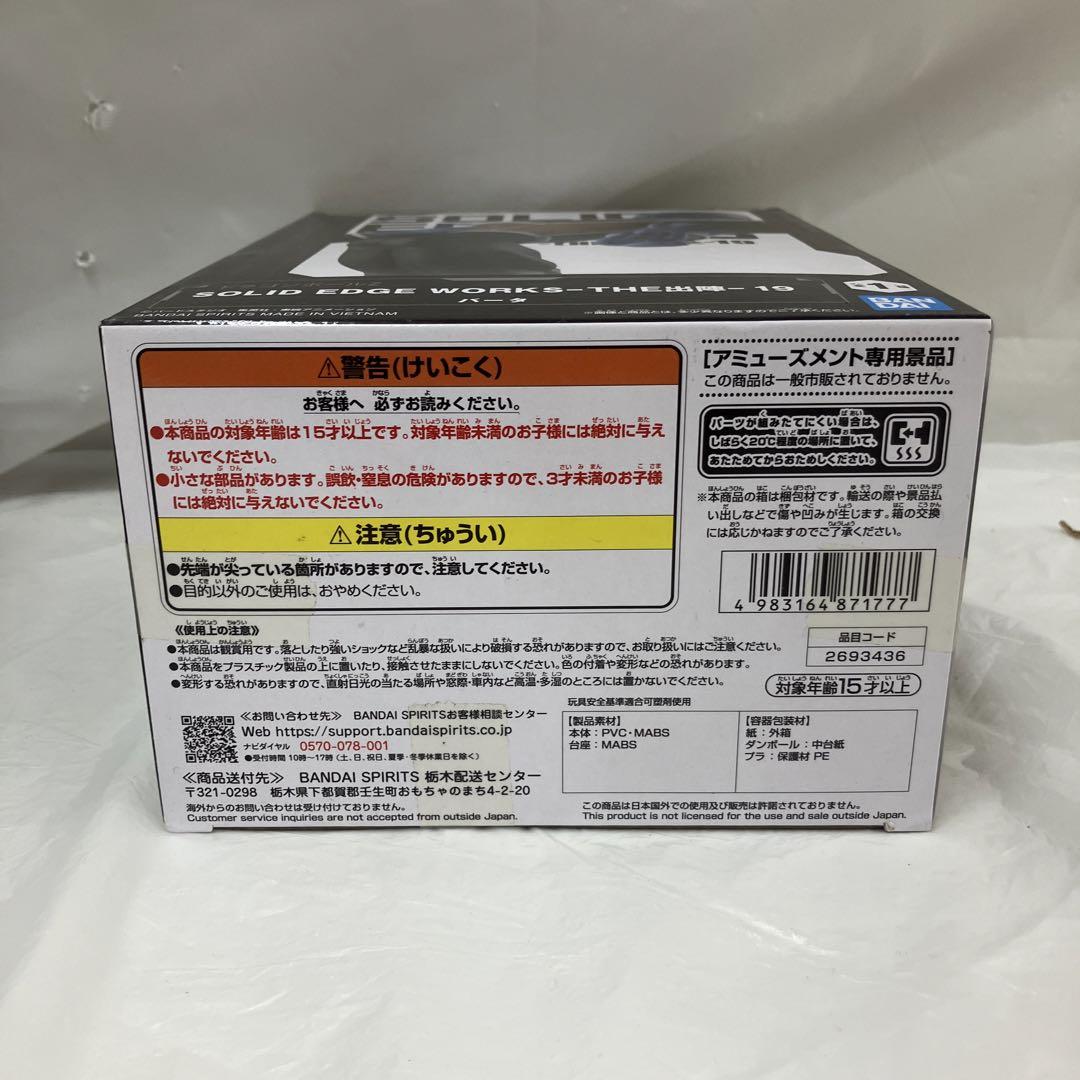 SOLID EDGE WORKS-THE出陣-19
バータ
BANDAI SPIRITS MADE IN VIETNAM
※画像と商品とは、多少異なりますのでご了承ください。
BAN
DAI
⚠警告(けいこく)
お客様へ 必ずお読みください。
●本商品の対象年齢は15才以上です。対象年齢未満のお子様には絶対に与え
ないでください。
●小さな部品があります。誤飲・窒息の危険がありますので、3才未満のお子様
には絶対に与えないでください。
⚠注意(ちゅうい)
●先端が尖っている箇所がありますので、注意してください。
●目的以外のご使用は、おやめください。
[アミューズメント専用景品]
この商品は一般市販されておりません。
パーツが組みたてにくい場合は、
しばらく20℃程度の場所に置いて、
あたためてからおためしください。
※本商品の箱は梱包材です。輸送の際や景品払
い出しなどで傷や凹みが生じます。箱の交換
には応じかねますのでご了承ください。
4 983164 871777
品目コード
2693436
対象年齢15才以上
《使用上の注意》
●本商品は観賞用です。落としたり強いショックなど乱暴な扱いにより破損する恐れがありますので、お取り扱いにはご注意ください。
●本商品をプラスチック製品の上に置いたり、接触させたままにしないでください。色の付着や変形などの恐れがあります。
●変形する恐れがありますので、直射日光の当たる場所や窓際・車内など高温・多湿のところには置かないでください。
《お問い合わせ先》 BANDAI SPIRITSお客様相談センター
Web https://support.bandaispirits.co.jp
ナビダイヤル 0570-078-001
●受付時間 10時~17時(土、日、祝日、夏季・冬季休業日を除く)
《商品送付先》 BANDAI SPIRITS 栃木配送センター
〒321-0298 栃木県下都賀郡壬生町おもちゃのまち4-2-20
海外からのお問い合わせは受け付けておりません。
Customer service inquiries are not accepted from outside Japan.
玩具安全基準適合可塑剤使用
【製品素材】
本体:PVC・MABS
台座:MABS
【容器包装材】
紙:外箱
ダンボール:中台紙
プラ:保護材 PE
この商品は日本国外での使用及び販売は許諾されておりません。
This product is not licensed for the use and sale outside Japan.